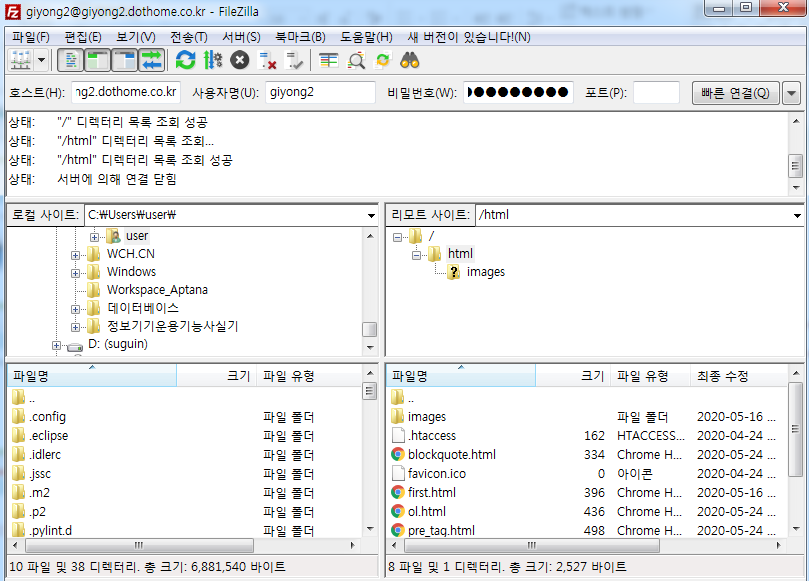 giyong2@giyong2.dothome.co.kr - FileZilla
파일(F) 편집(E) 보기(V) 전송(T) 서버(S) 북마크(B) 도움말(H) 새 버전이 있습니다!(N)
호스트(H): ng2.dothome.co.kr 사용자명(U): giyong2 비밀번호(W): ●●●●●●●●● 포트(P): 빠른 연결(Q)
상태: "/" 디렉터리 목록 조회 성공
상태: "/html" 디렉터리 목록 조회...
상태: "/html" 디렉터리 목록 조회 성공
상태: 서버에 의해 연결 닫힘
로컬 사이트: C:₩Users₩user₩
user
WCH.CN
Windows
Workspace_Aptana
데이터베이스
정보기기운용기능사실기
D: (suguin)
리모트 사이트: /html
/
html
images
파일명 크기 파일 유형
..
.config 파일 폴더
.eclipse 파일 폴더
.idlerc 파일 폴더
.jssc 파일 폴더
.m2 파일 폴더
.p2 파일 폴더
.pylint.d 파일 폴더
10 파일 및 38 디렉터리. 총 크기: 6,881,540 바이트
파일명 크기 파일 유형 최종 수정
..
images 파일 폴더 2020-05-16 ...
.htaccess 162 HTACCESS... 2020-04-24 ...
blockquote.html 334 Chrome H... 2020-05-24 ...
favicon.ico 0 아이콘 2020-04-24 ...
first.html 396 Chrome H... 2020-05-16 ...
ol.html 436 Chrome H... 2020-05-24 ...
pre_tag.html 498 Chrome H... 2020-05-24 ...
8 파일 및 1 디렉터리. 총 크기: 2,527 바이트